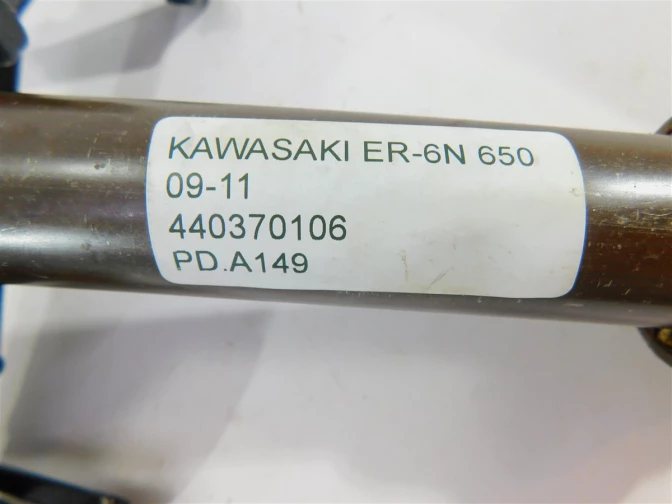 KAWASAKI ER-6N 650
09-11
440370106
PD.A149